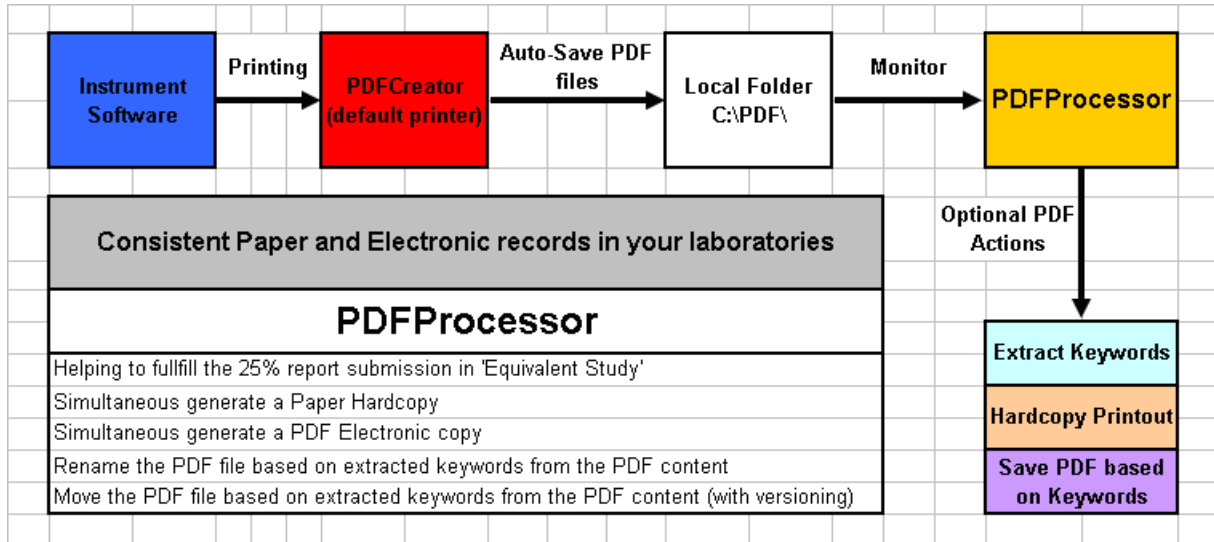 Instrument
Software
Printing
PDFCreator
(default printer)
Auto-Save PDF
files
Local Folder
C:\PDF\
Monitor
PDFProcessor
Optional PDF
Actions
Extract Keywords
Hardcopy Printout
Save PDF based
on Keywords
Consistent Paper and Electronic records in your laboratories
PDFProcessor
Helping to fullfill the 25% report submission in 'Equivalent Study'
Simultaneous generate a Paper Hardcopy
Simultaneous generate a PDF Electronic copy
Rename the PDF file based on extracted keywords from the PDF content
Move the PDF file based on extracted keywords from the PDF content (with versioning)